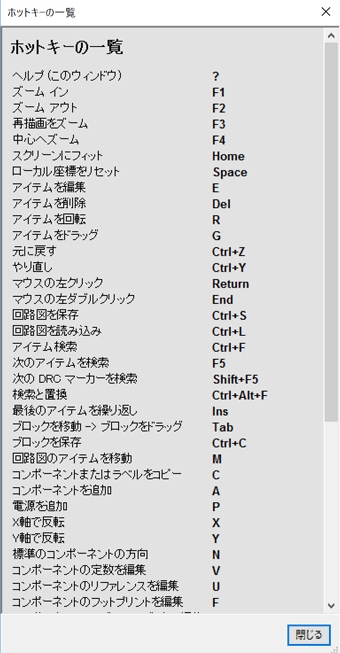 ホットキーの一覧
ホットキーの一覧
ヘルプ (このウィンドウ) ?
ズーム イン F1
ズーム アウト F2
再描画をズーム F3
中心へズーム F4
スクリーンにフィット Home
ローカル座標をリセット Space
アイテムを編集 E
アイテムを削除 Del
アイテムを回転 R
アイテムをドラッグ G
元に戻す Ctrl+Z
やり直し Ctrl+Y
マウスの左クリック Return
マウスの左ダブルクリック End
回路図を保存 Ctrl+S
回路図を読み込み Ctrl+L
アイテム検索 Ctrl+F
次のアイテムを検索 F5
次の DRC マーカーを検索 Shift+F5
検索と置換 Ctrl+Alt+F
最後のアイテムを繰り返し Ins
ブロックを移動 -> ブロックをドラッグ Tab
ブロックを保存 Ctrl+C
回路図のアイテムを移動 M
コンポーネントまたはラベルをコピー C
コンポーネントを追加 A
電源を追加 P
X軸で反転 X
Y軸で反転 Y
標準のコンポーネントの方向 N
コンポーネントの定数を編集 V
コンポーネントのリファレンスを編集 U
コンポーネントのフットプリントを編集 F
閉じる